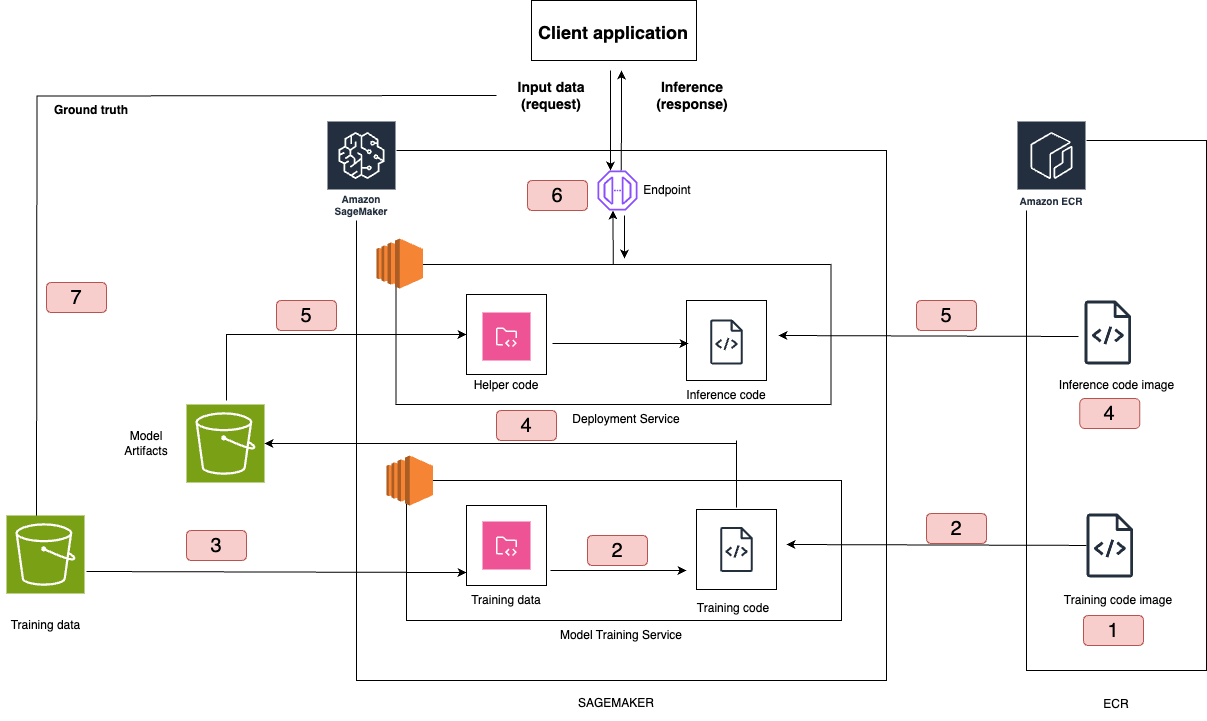 Client application
Input data
(request)
Inference
(response)
Ground truth
Amazon
SageMaker
6
Endpoint
Amazon ECR
7
5
5
Helper code
Inference code
Inference code image
Deployment Service
4
4
Model
Artifacts
3
2
2
Training data
Training code
Training code image
Training data
Model Training Service
1
SAGEMAKER
ECR